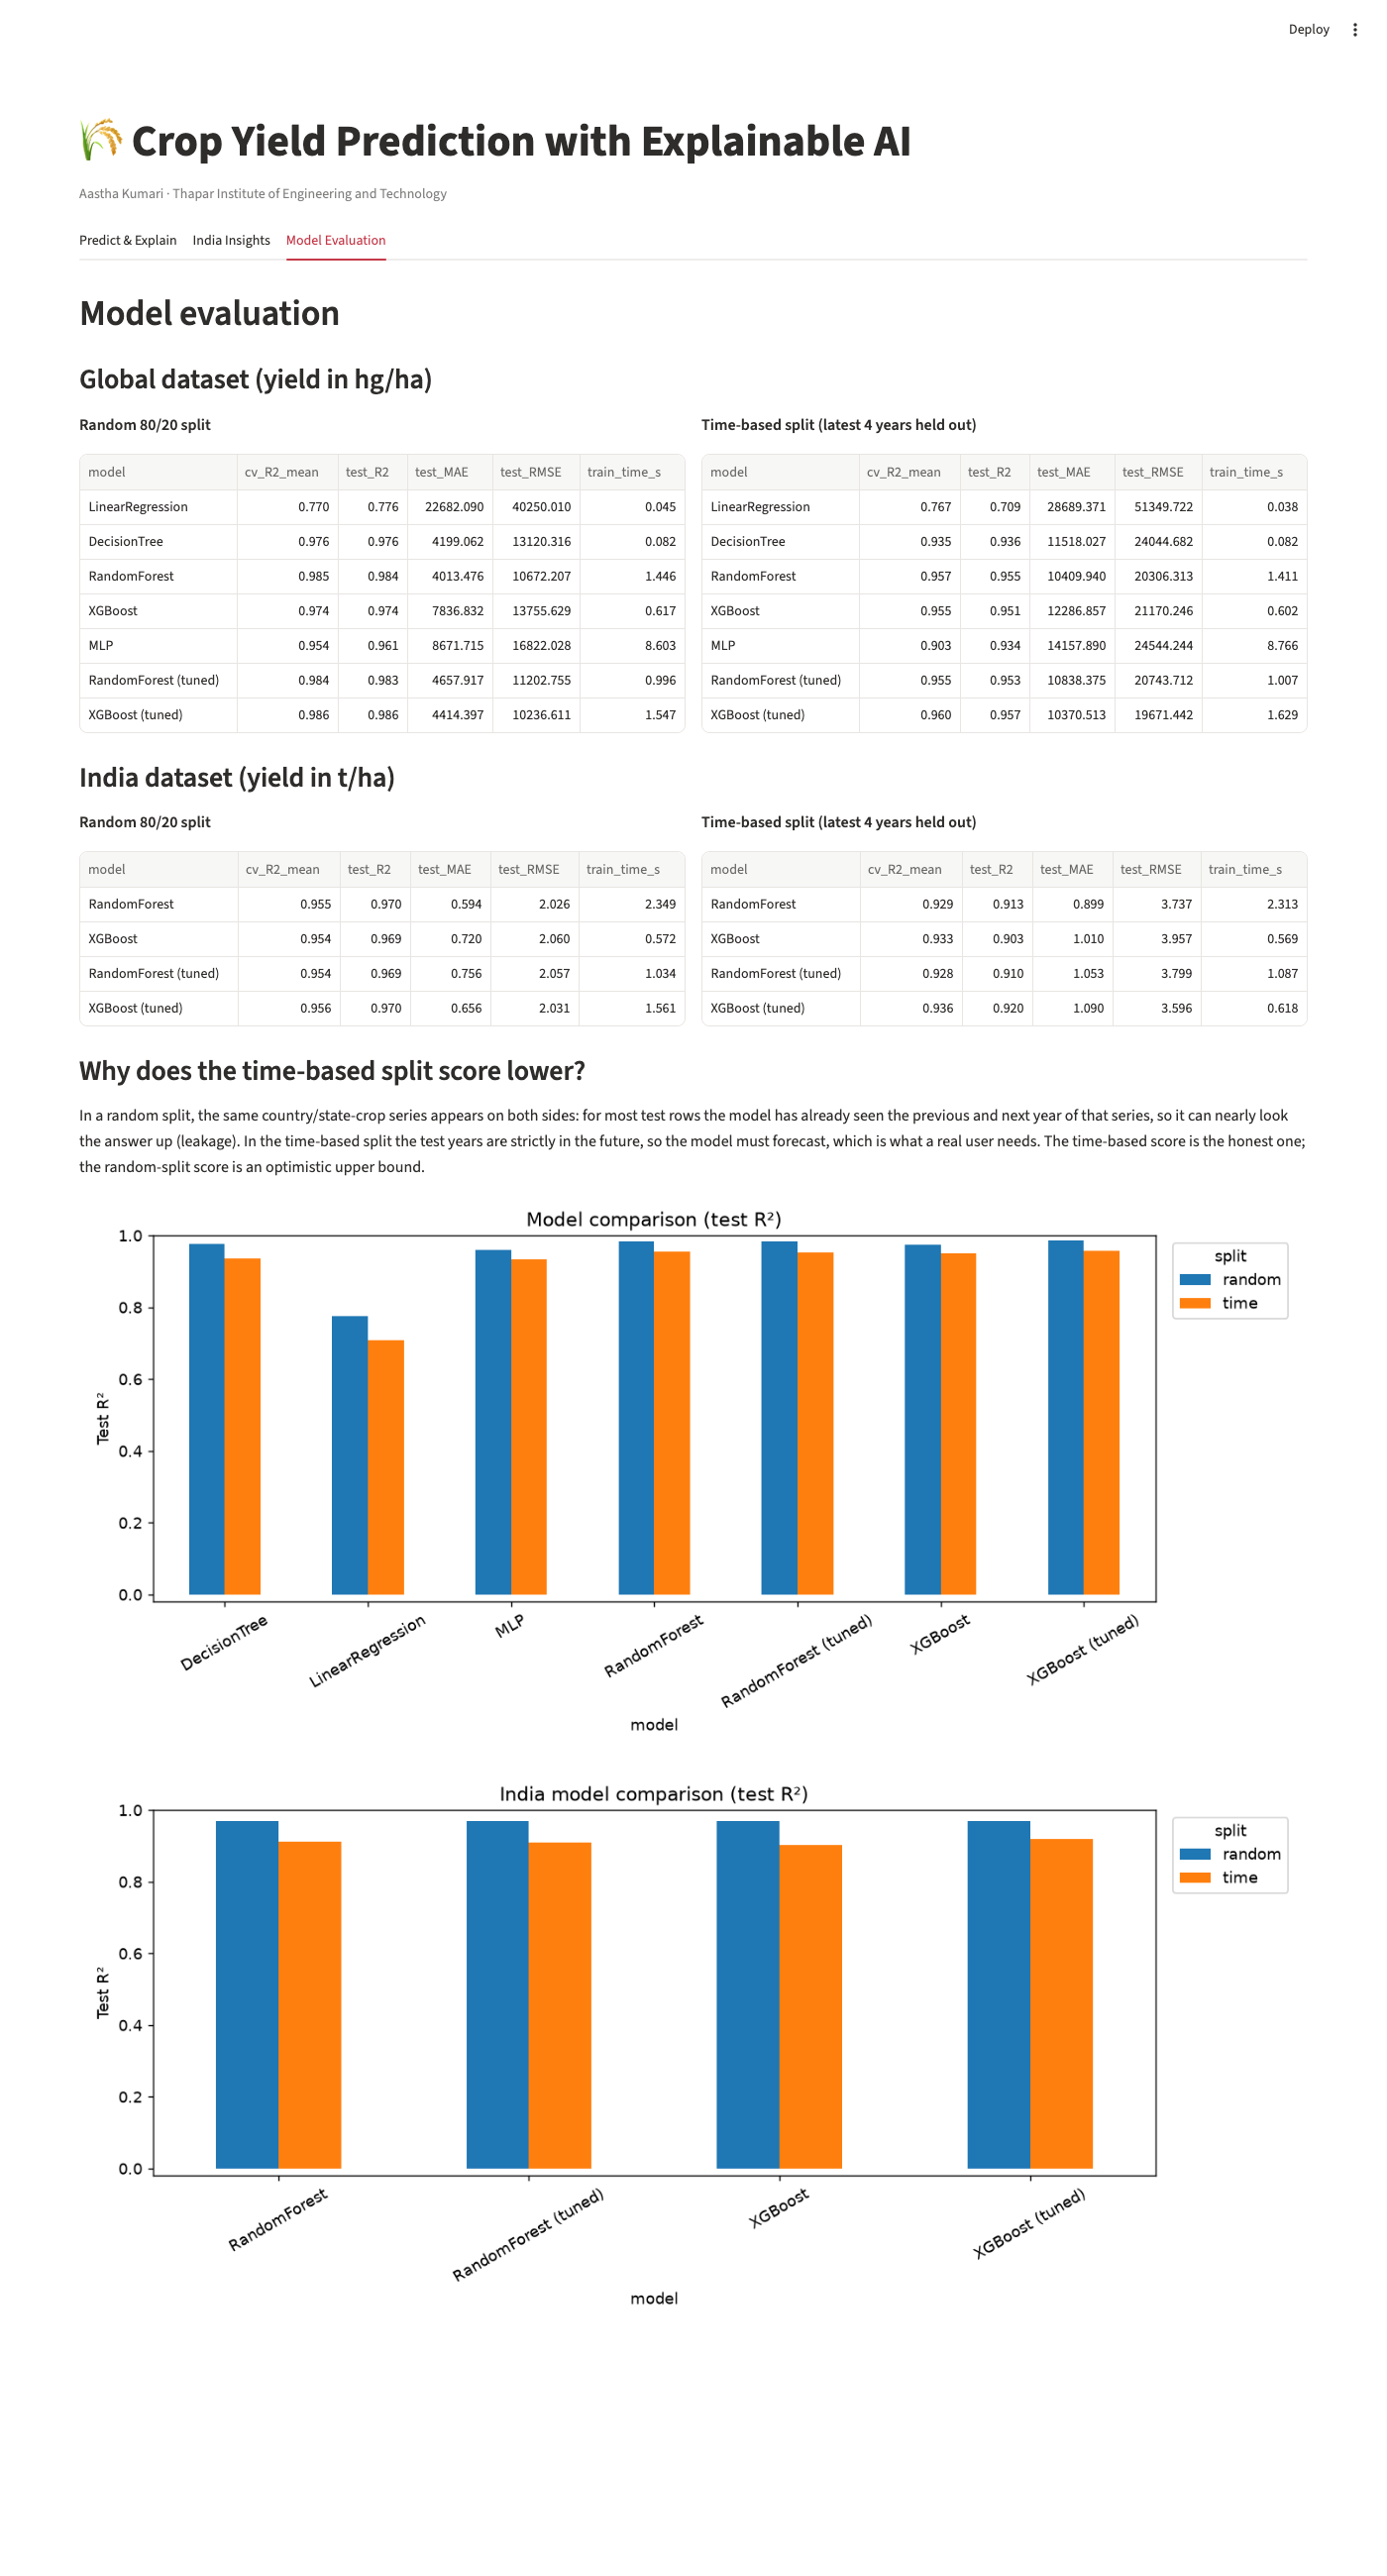 Deploy
Crop Yield Prediction with Explainable AI
Aastha Kumari · Thapar Institute of Engineering and Technology
Predict & Explain India Insights Model Evaluation
Model evaluation
Global dataset (yield in hg/ha)
Random 80/20 split
model cv_R2_mean test_R2 test_MAE test_RMSE train_time_s
LinearRegression 0.770 0.776 22682.090 40250.010 0.045
DecisionTree 0.976 0.976 4199.062 13120.316 0.082
RandomForest 0.985 0.984 4013.476 10672.207 1.446
XGBoost 0.974 0.974 7836.832 13755.629 0.617
MLP 0.954 0.961 8671.715 16822.028 8.603
RandomForest (tuned) 0.984 0.983 4657.917 11202.755 0.996
XGBoost (tuned) 0.986 0.986 4414.397 10236.611 1.547
Time-based split (latest 4 years held out)
model cv_R2_mean test_R2 test_MAE test_RMSE train_time_s
LinearRegression 0.767 0.709 28689.371 51349.722 0.038
DecisionTree 0.935 0.936 11518.027 24044.682 0.082
RandomForest 0.957 0.955 10409.940 20306.313 1.411
XGBoost 0.955 0.951 12286.857 21170.246 0.602
MLP 0.903 0.934 14157.890 24544.244 8.766
RandomForest (tuned) 0.955 0.953 10838.375 20743.712 1.007
XGBoost (tuned) 0.960 0.957 10370.513 19671.442 1.629
India dataset (yield in t/ha)
Random 80/20 split
model cv_R2_mean test_R2 test_MAE test_RMSE train_time_s
RandomForest 0.955 0.970 0.594 2.026 2.349
XGBoost 0.954 0.969 0.720 2.060 0.572
RandomForest (tuned) 0.954 0.969 0.756 2.057 1.034
XGBoost (tuned) 0.956 0.970 0.656 2.031 1.561
Time-based split (latest 4 years held out)
model cv_R2_mean test_R2 test_MAE test_RMSE train_time_s
RandomForest 0.929 0.913 0.899 3.737 2.313
XGBoost 0.933 0.903 1.010 3.957 0.569
RandomForest (tuned) 0.928 0.910 1.053 3.799 1.087
XGBoost (tuned) 0.936 0.920 1.090 3.596 0.618
Why does the time-based split score lower?
In a random split, the same country/state-crop series appears on both sides: for most test rows the model has already seen the previous and next year of that series, so it can nearly look
the answer up (leakage). In the time-based split the test years are strictly in the future, so the model must forecast, which is what a real user needs. The time-based score is the honest one;
the random-split score is an optimistic upper bound.
Model comparison (test R²)
Test R²
1.0
0.8
0.6
0.4
0.2
0.0
DecisionTree
LinearRegression
MLP
RandomForest
RandomForest (tuned)
XGBoost
XGBoost (tuned)
model
split
random
time
India model comparison (test R²)
Test R²
1.0
0.8
0.6
0.4
0.2
0.0
RandomForest
RandomForest (tuned)
XGBoost
XGBoost (tuned)
model
split
random
time